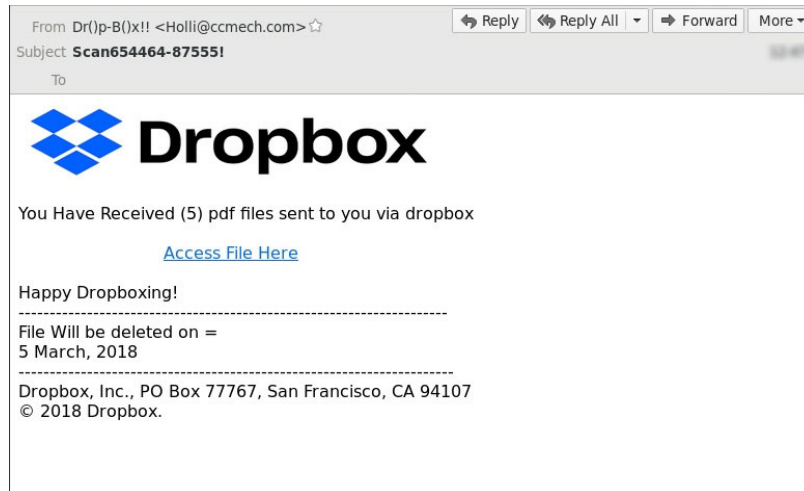 From Dr()p-B()x!! <Holli@ccmech.com>
Reply Reply All Forward More
Subject Scan654464-87555!
To
Dropbox
You Have Received (5) pdf files sent to you via dropbox
Access File Here
Happy Dropboxing!
---------------------------------------------------------------------
File Will be deleted on =
5 March, 2018
----------------------------------------------------------------------
Dropbox, Inc., PO Box 77767, San Francisco, CA 94107
© 2018 Dropbox.